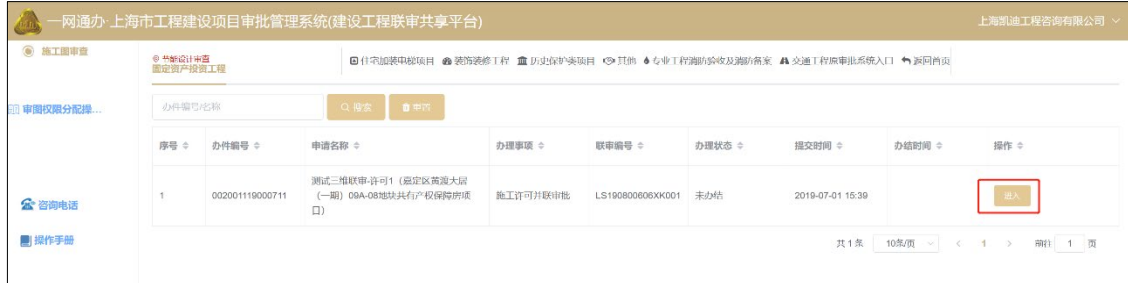 一网通办·上海市工程建设项目审批管理系统(建设工程联审共享平台)
上海凯迪工程咨询有限公司
施工图审查
节能设计审查
固定资产投资工程
住宅加装电梯项目 装饰装修工程 历史保护类项目 其他 专业工程消防验收及消防备案 交通工程原审批系统入口 返回首页
审图权限分配操...
办件编号/名称 搜索 重置
序号 办件编号 申请名称 办理事项 联审编号 办理状态 提交时间 办结时间 操作
测试三维联审-许可1（嘉定区黄渡大居
1 002001119000711 （一期）09A-08地块共有产权保障房项 施工许可并联审批 LS190800606XK001 未办结 2019-07-01 15:39 进入
目）
咨询电话
操作手册
共 1 条 10条/页 < 1 > 前往 1 页